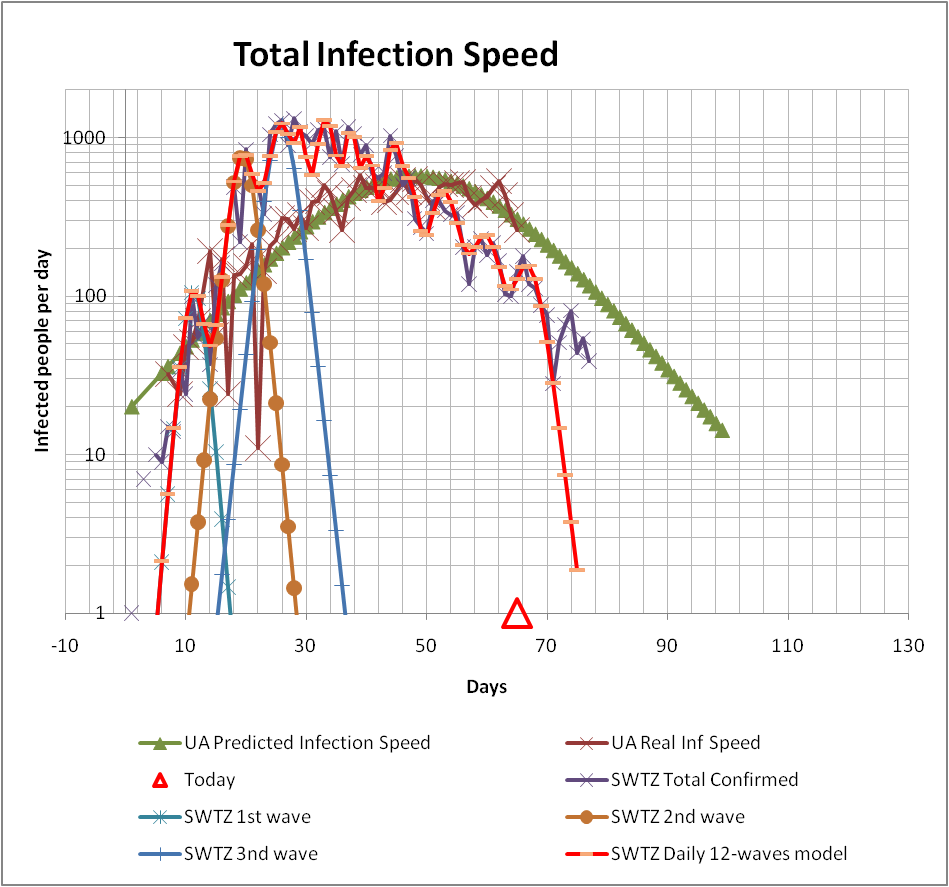 Total Infection Speed
Infected people per day
1000
100
10
1
-10 10 30 50 70 90 110 130
Days
UA Predicted Infection Speed
UA Real Inf Speed
Today
SWTZ Total Confirmed
SWTZ 1st wave
SWTZ 2nd wave
SWTZ 3nd wave
SWTZ Daily 12-waves model